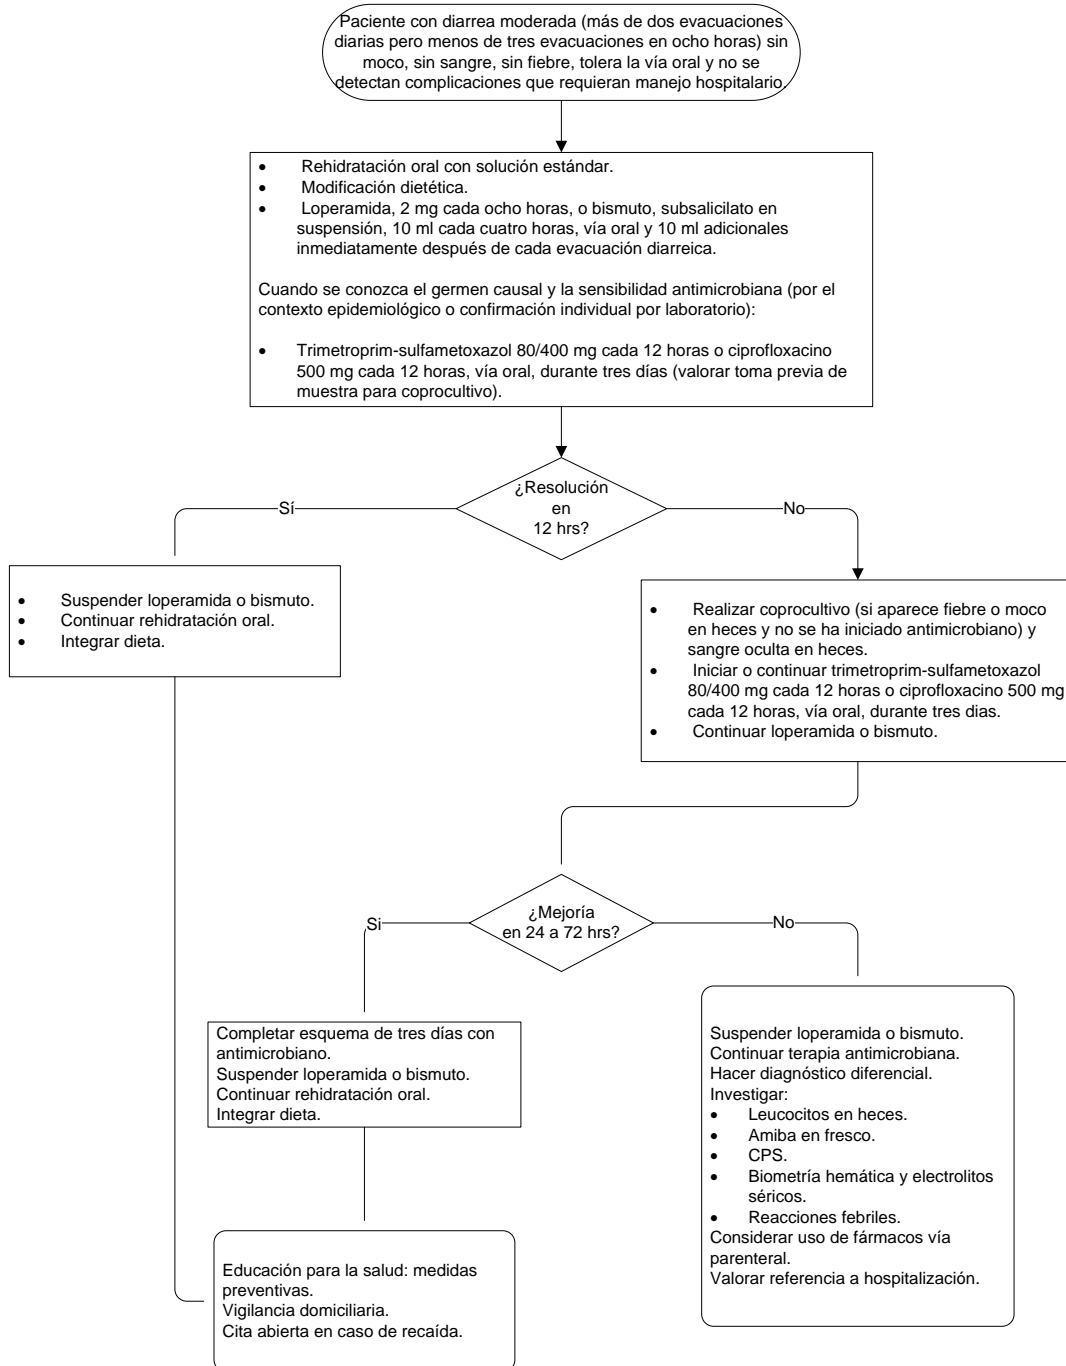 Paciente con diarrea moderada (más de dos evacuaciones
diarias pero menos de tres evacuaciones en ocho horas) sin
moco, sin sangre, sin fiebre, tolera la vía oral y no se
detectan complicaciones que requieran manejo hospitalario.
• Rehidratación oral con solución estándar.
• Modificación dietética.
• Loperamida, 2 mg cada ocho horas, o bismuto, subsalicilato en
suspensión, 10 ml cada cuatro horas, vía oral y 10 ml adicionales
inmediatamente después de cada evacuación diarreica.
Cuando se conozca el germen causal y la sensibilidad antimicrobiana (por el
contexto epidemiológico o confirmación individual por laboratorio):
• Trimetroprim-sulfametoxazol 80/400 mg cada 12 horas o ciprofloxacino
500 mg cada 12 horas, vía oral, durante tres días (valorar toma previa de
muestra para coprocultivo).
¿Resolución
en
12 hrs?
Sí
No
• Suspender loperamida o bismuto.
• Continuar rehidratación oral.
• Integrar dieta.
• Realizar coprocultivo (si aparece fiebre o moco
en heces y no se ha iniciado antimicrobiano) y
sangre oculta en heces.
• Iniciar o continuar trimetroprim-sulfametoxazol
80/400 mg cada 12 horas o ciprofloxacino 500 mg
cada 12 horas, vía oral, durante tres dias.
• Continuar loperamida o bismuto.
¿Mejoría
en 24 a 72 hrs?
Si
No
Completar esquema de tres días con
antimicrobiano.
Suspender loperamida o bismuto.
Continuar rehidratación oral.
Integrar dieta.
Suspender loperamida o bismuto.
Continuar terapia antimicrobiana.
Hacer diagnóstico diferencial.
Investigar:
• Leucocitos en heces.
• Amiba en fresco.
• CPS.
• Biometría hemática y electrolitos
séricos.
• Reacciones febriles.
Considerar uso de fármacos vía
parenteral.
Valorar referencia a hospitalización.
Educación para la salud: medidas
preventivas.
Vigilancia domiciliaria.
Cita abierta en caso de recaída.